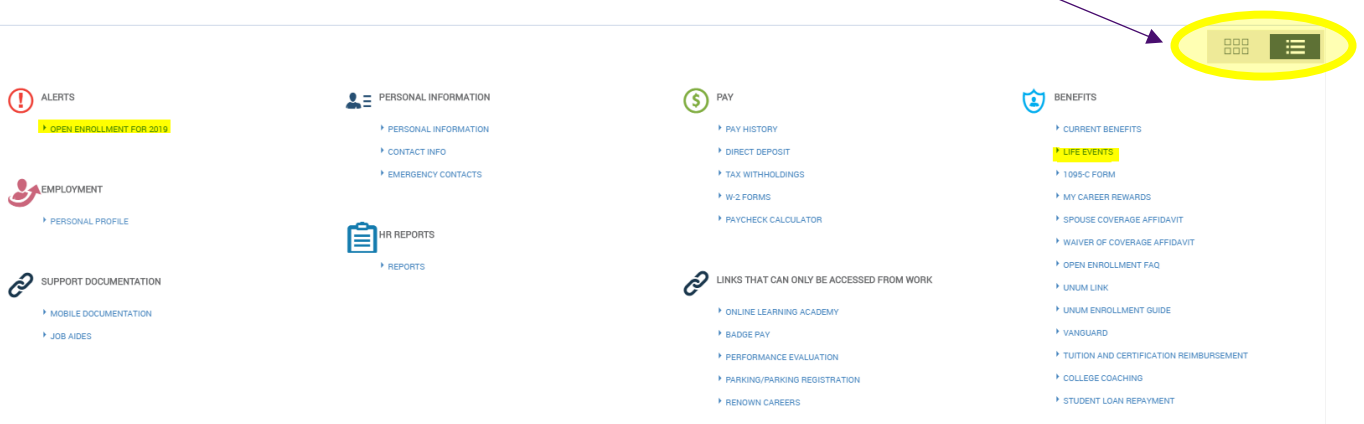 ALERTS
OPEN ENROLLMENT FOR 2019
EMPLOYMENT
PERSONAL PROFILE
SUPPORT DOCUMENTATION
MOBILE DOCUMENTATION
JOB AIDES
PERSONAL INFORMATION
PERSONAL INFORMATION
CONTACT INFO
EMERGENCY CONTACTS
HR REPORTS
REPORTS
PAY
PAY HISTORY
DIRECT DEPOSIT
TAX WITHHOLDINGS
W-2 FORMS
PAYCHECK CALCULATOR
LINKS THAT CAN ONLY BE ACCESSED FROM WORK
ONLINE LEARNING ACADEMY
BADGE PAY
PERFORMANCE EVALUATION
PARKING/PARKING REGISTRATION
RENOWN CAREERS
BENEFITS
CURRENT BENEFITS
LIFE EVENTS
1095-C FORM
MY CAREER REWARDS
SPOUSE COVERAGE AFFIDAVIT
WAIVER OF COVERAGE AFFIDAVIT
OPEN ENROLLMENT FAQ
UNUM LINK
UNUM ENROLLMENT GUIDE
VANGUARD
TUITION AND CERTIFICATION REIMBURSEMENT
COLLEGE COACHING
STUDENT LOAN REPAYMENT